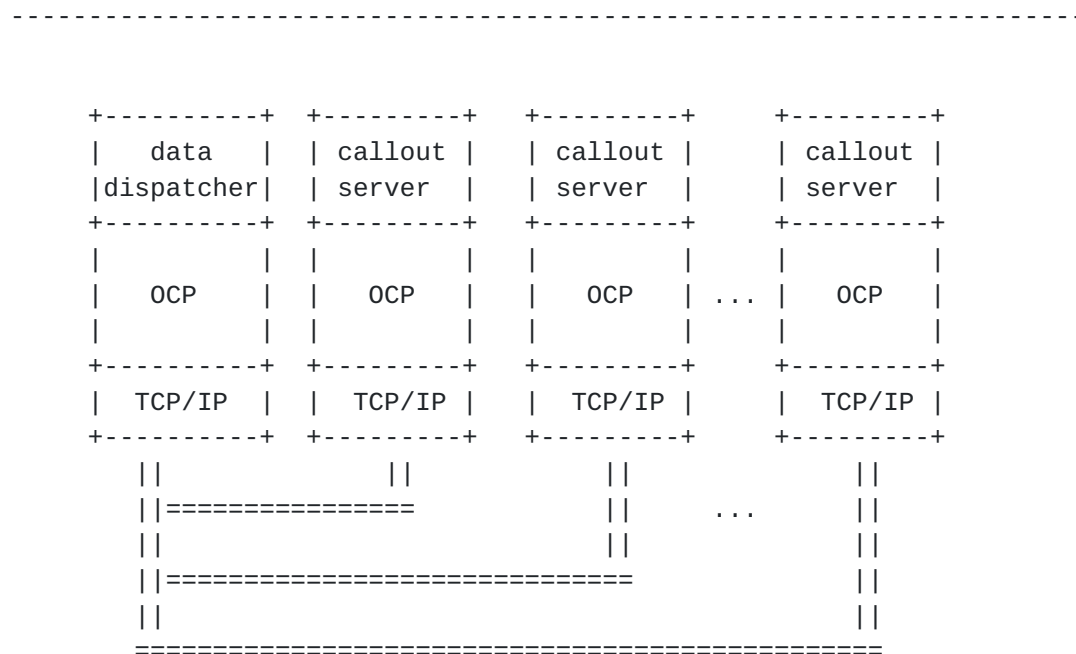 data callout callout callout
dispatcher server server server
OCP OCP OCP ... OCP
TCP/IP TCP/IP TCP/IP TCP/IP
...